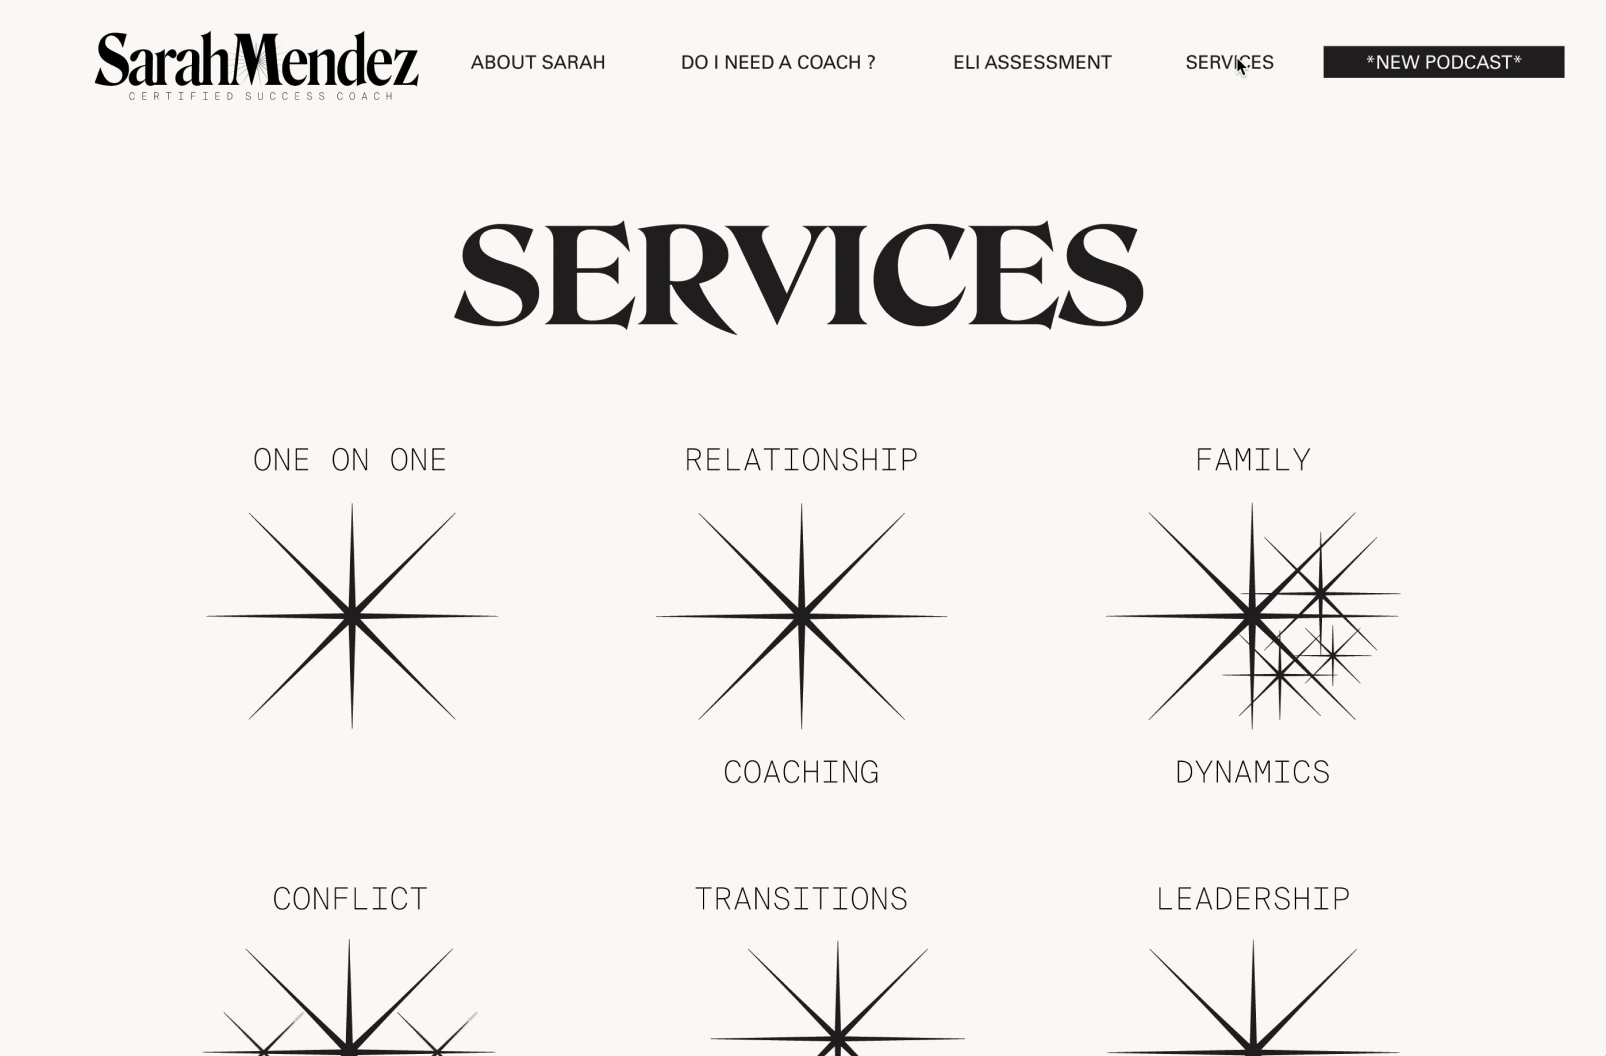 SarahMendez
CERTIFIED SUCCESS COACH
ABOUT SARAH
DO I NEED A COACH ?
ELI ASSESSMENT
SERVICES
*NEW PODCAST*
SERVICES
ONE ON ONE
RELATIONSHIP
FAMILY
COACHING
DYNAMICS
CONFLICT
TRANSITIONS
LEADERSHIP